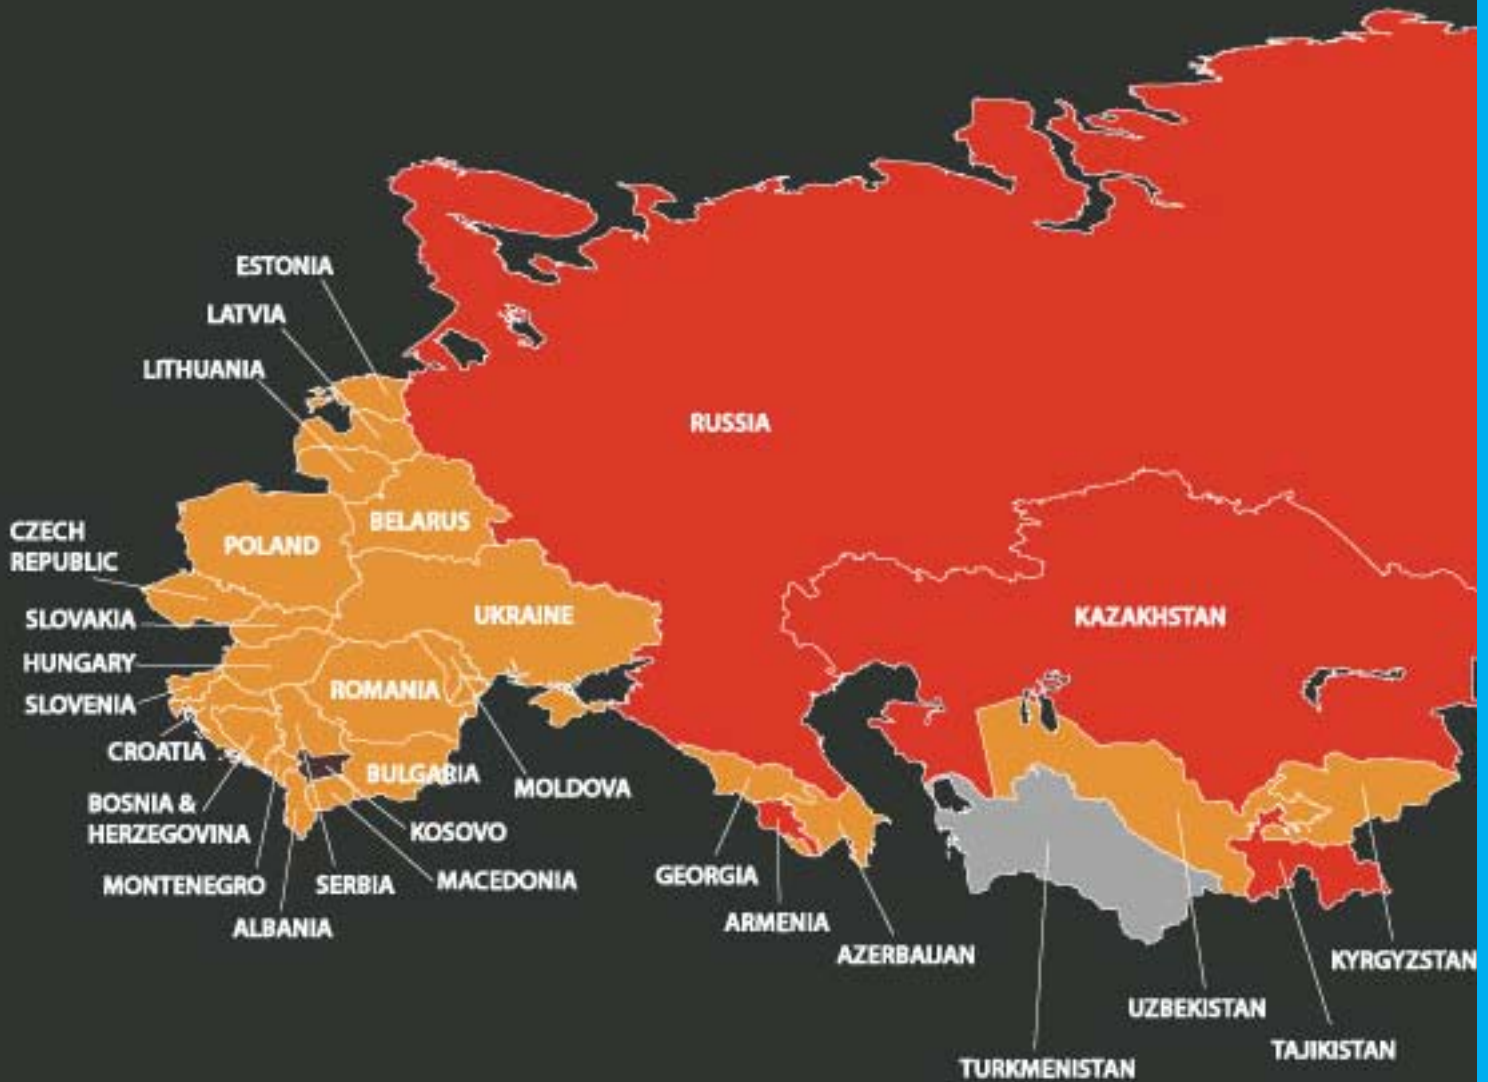 ESTONIA
LATVIA
LITHUANIA
RUSSIA
BELARUS
CZECH
REPUBLIC
POLAND
UKRAINE
SLOVAKIA
KAZAKHSTAN
HUNGARY
ROMANIA
SLOVENIA
CROATIA
BULGARIA
MOLDOVA
BOSNIA &
HERZEGOVINA
KOSOVO
GEORGIA
MONTENEGRO
SERBIA
MACEDONIA
ALBANIA
ARMENIA
AZERBAIJAN
KYRGYZSTAN
UZBEKISTAN
TAJIKISTAN
TURKMENISTAN